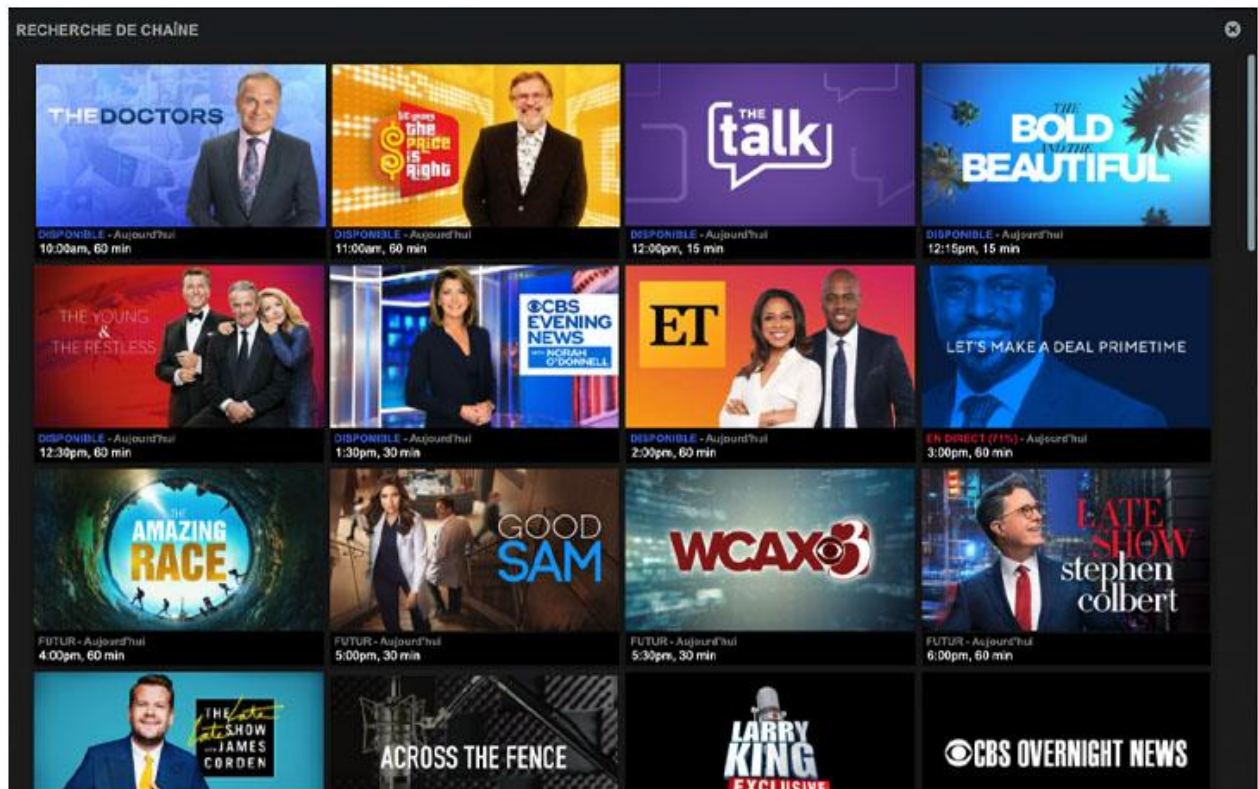 RECHERCHE DE CHAÎNE
THE DOCTORS
50 years
the
PRICE
is
Right
THE
talk
THE
BOLD
AND THE
BEAUTIFUL
DISPONIBLE - Aujourd'hui
10:00am, 60 min
DISPONIBLE - Aujourd'hui
11:00am, 60 min
DISPONIBLE - Aujourd'hui
12:00pm, 15 min
DISPONIBLE - Aujourd'hui
12:15pm, 15 min
THE YOUNG
&
THE RESTLESS
CBS
EVENING
NEWS
WITH NORAH
O'DONNELL
ET
LET'S MAKE A DEAL PRIMETIME
DISPONIBLE - Aujourd'hui
12:30pm, 60 min
DISPONIBLE - Aujourd'hui
1:30pm, 30 min
DISPONIBLE - Aujourd'hui
2:00pm, 60 min
EN DIRECT (71%) - Aujourd'hui
3:00pm, 60 min
THE
AMAZING
RACE
GOOD
SAM
WCAX 3
LATE
SHOW
stephen
colbert
FUTUR - Aujourd'hui
4:00pm, 60 min
FUTUR - Aujourd'hui
5:00pm, 30 min
FUTUR - Aujourd'hui
5:30pm, 30 min
FUTUR - Aujourd'hui
6:00pm, 60 min
THE Late
Late SHOW
WITH JAMES
CORDEN
ACROSS THE FENCE
LARRY
KING
EXCLUSIVE
CBS OVERNIGHT NEWS